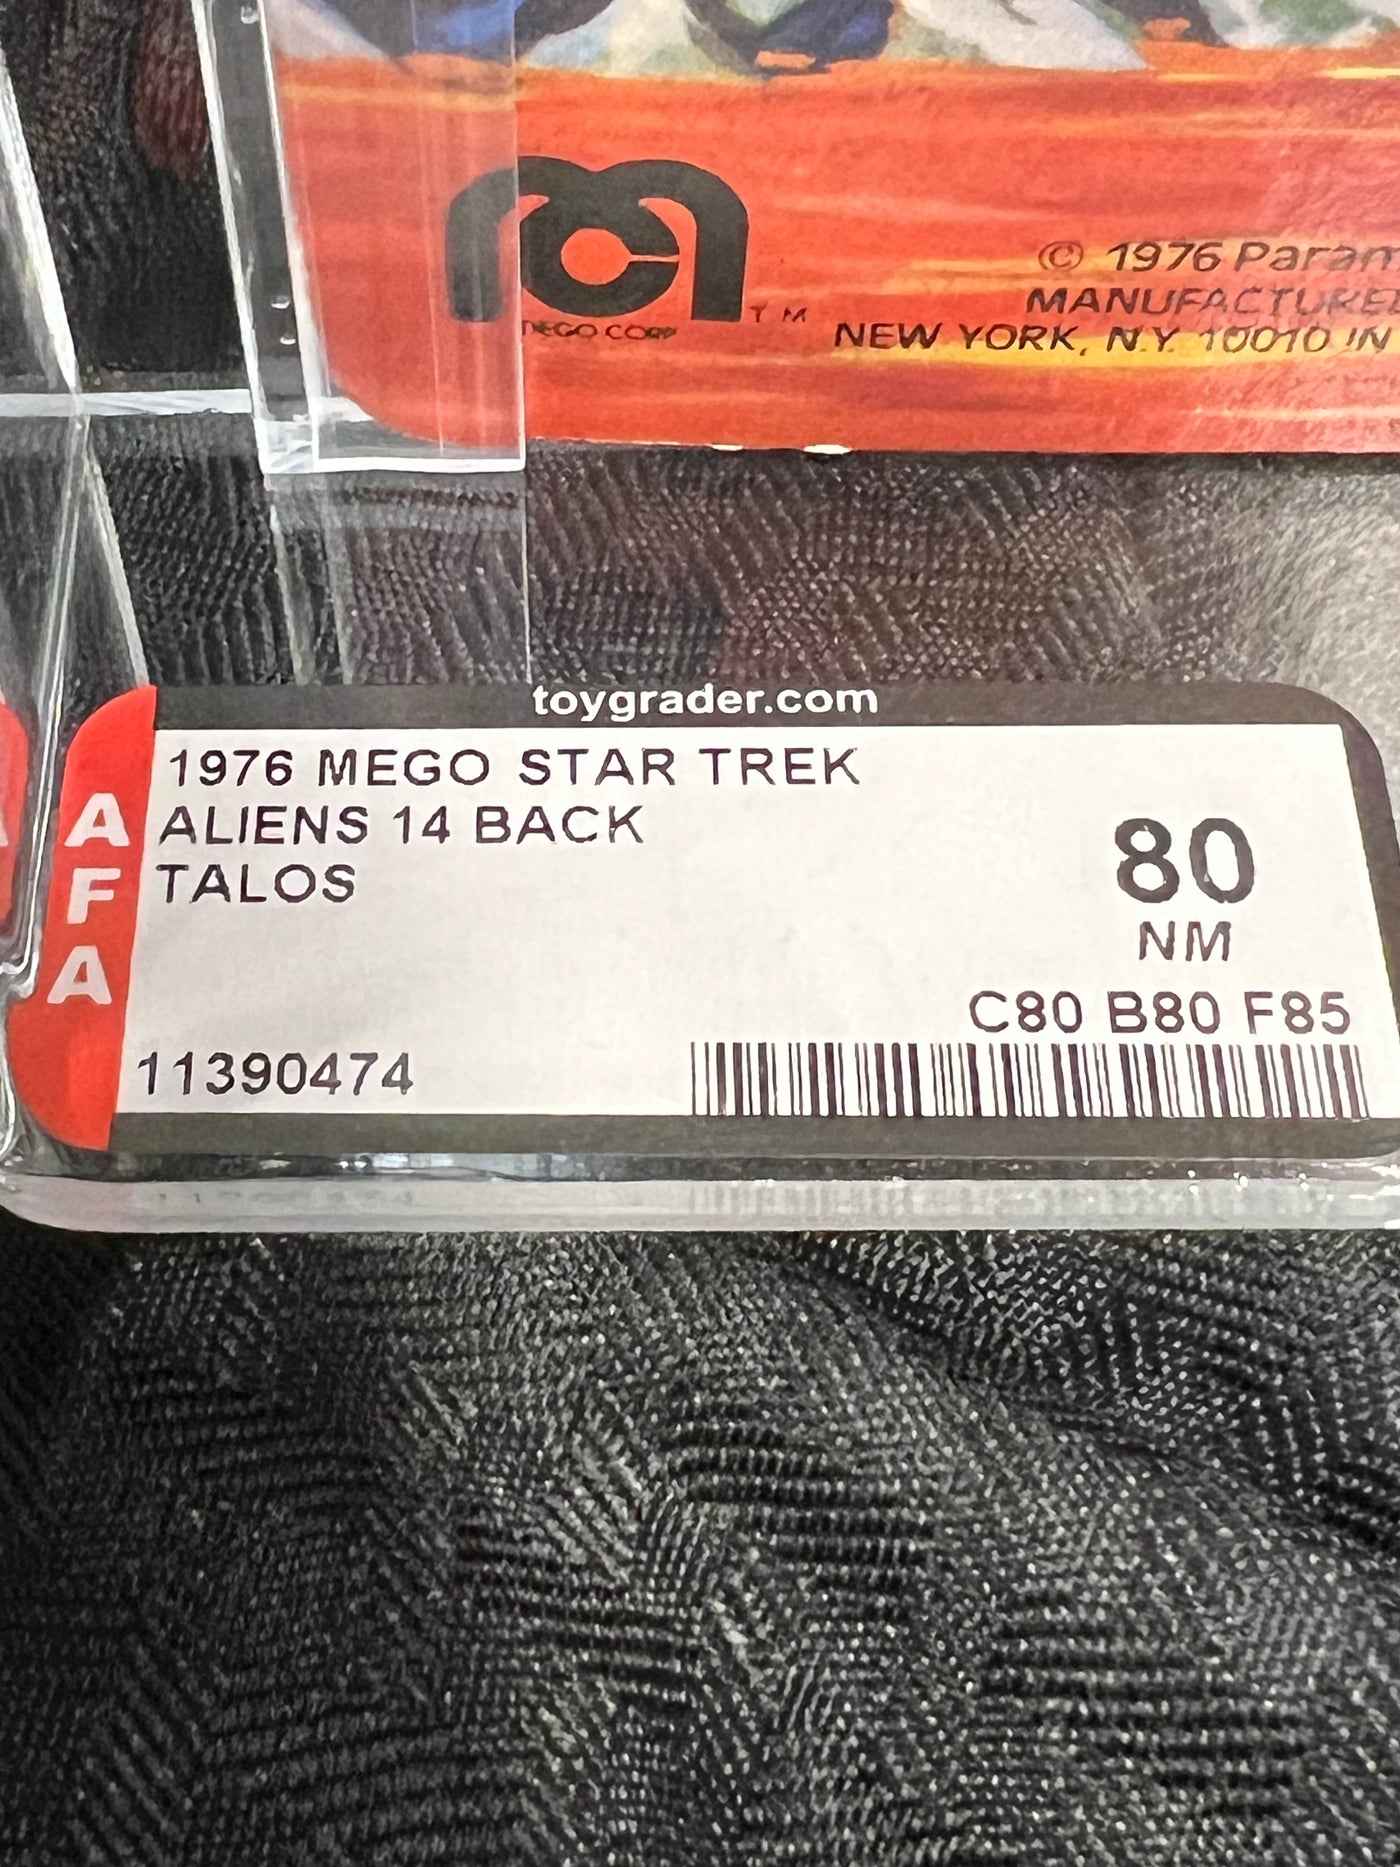 TM
MEGO CORP
© 1976 Param
MANUFACTURE
NEW YORK, N.Y. 10010 IN
toygrader.com
AFA
1976 MEGO STAR TREK
ALIENS 14 BACK
TALOS
80
NM
C80 B80 F85
11390474